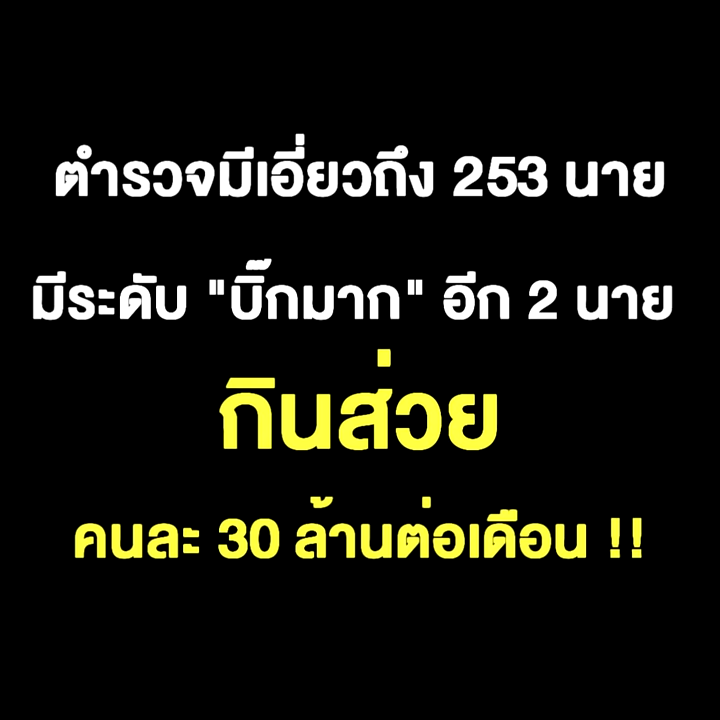 ตำรวจมีเอี่ยวถึง 253 นาย
มีระดับ "บิ๊กมาก" อีก 2 นาย
กินส่วย
คนละ 30 ล้านต่อเดือน !!